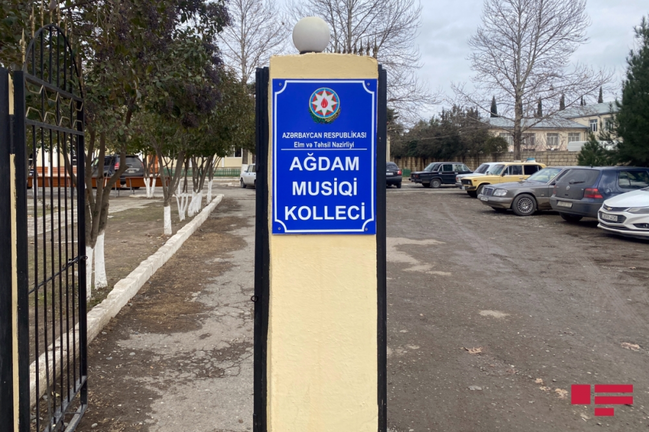 AZƏRBAYCAN RESPUBLİKASI
Elm və Təhsil Nazirliyi
AĞDAM
MUSİQİ
KOLLECİ